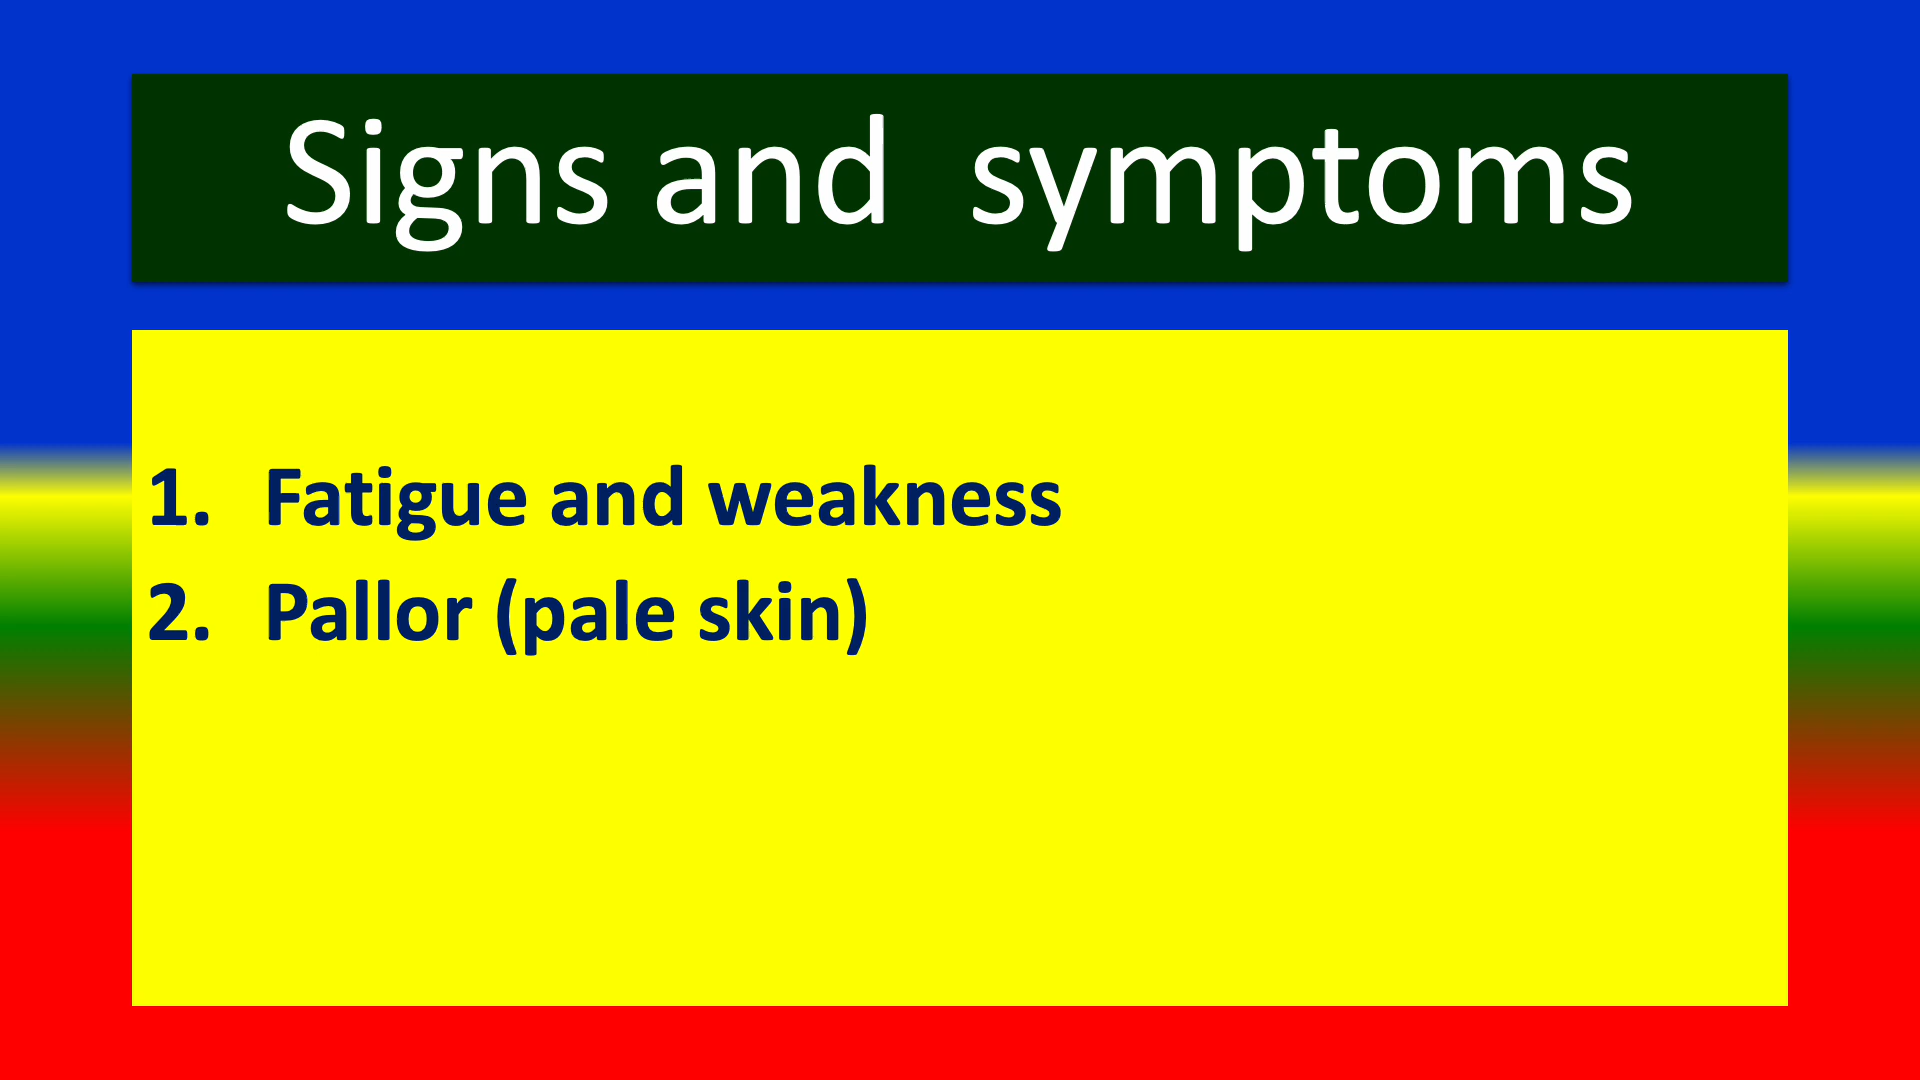 Signs and  symptoms
1. Fatigue and weakness
2. Pallor (pale skin)